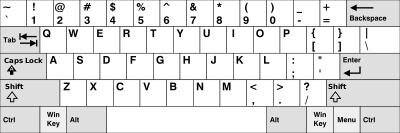 ~ ! @ # $ % ^ & * ( ) _ + Backspace
` 1 2 3 4 5 6 7 8 9 0 - =
Tab Q W E R T Y U I O P { } |
[ ] \
Caps Lock A S D F G H J K L : " Enter
; '
Shift Z X C V B N M < > ? Shift
, . /
Ctrl Win Key Alt Alt Win Key Menu Ctrl